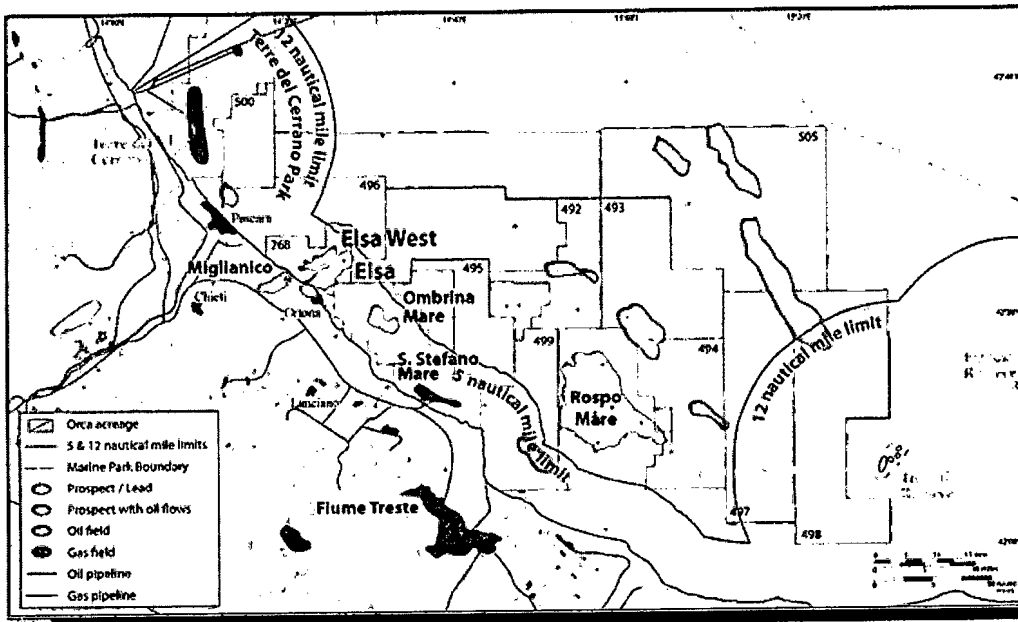 12 nautical mile limit
Terre del Cerrano Park
500
505
496
492
493
Pescara
268
Elsa West
Elsa
495
Miglianico
Chieti
Ortona
Ombrina
Mare
499
494
S. Stefano
Mare
5 nautical mile limit
12 nautical mile limit
Rospo
Mare
Lanciano
Fiume Treste
497
498
Orca acreage
5 & 12 nautical mile limits
Marine Park Boundary
Prospect / Lead
Prospect with oil flows
Oil field
Gas field
Oil pipeline
Gas pipeline